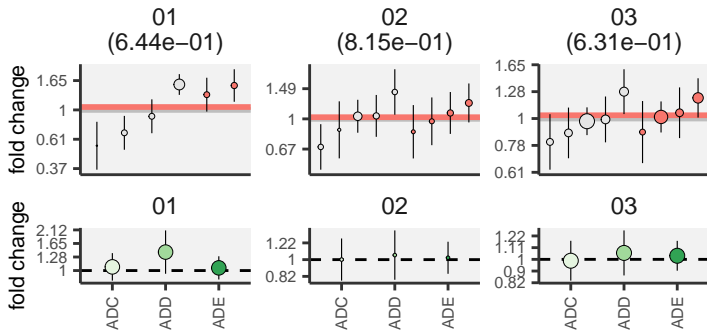 01
(6.44e−01)
02
(8.15e−01)
03
(6.31e−01)
fold change
1.65
1
0.61
0.37
1.49
1
0.67
1.65
1.28
1
0.78
0.61
01
02
03
fold change
2.12
1.65
1.28
1
1.22
1
0.82
1.22
1.11
1
0.9
0.82
ADC
ADD
ADE
ADC
ADD
ADE
ADC
ADD
ADE